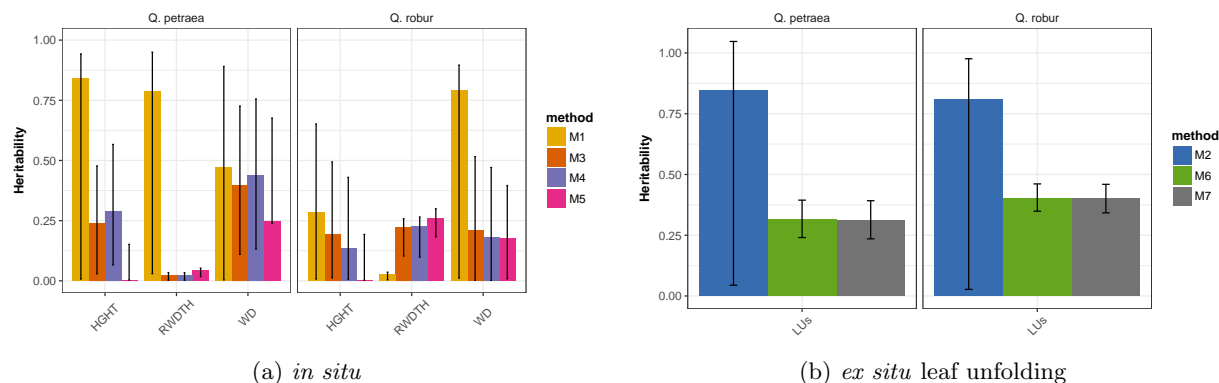 Q. petraea
Q. robur
1.00
0.75
0.50
0.25
0.00
Heritability
HGHT
RWDTH
WD
HGHT
RWDTH
WD
method
M1
M3
M4
M5
(a) in situ
Q. petraea
Q. robur
1.00
0.75
0.50
0.25
0.00
Heritability
LUs
LUs
method
M2
M6
M7
(b) ex situ leaf unfolding